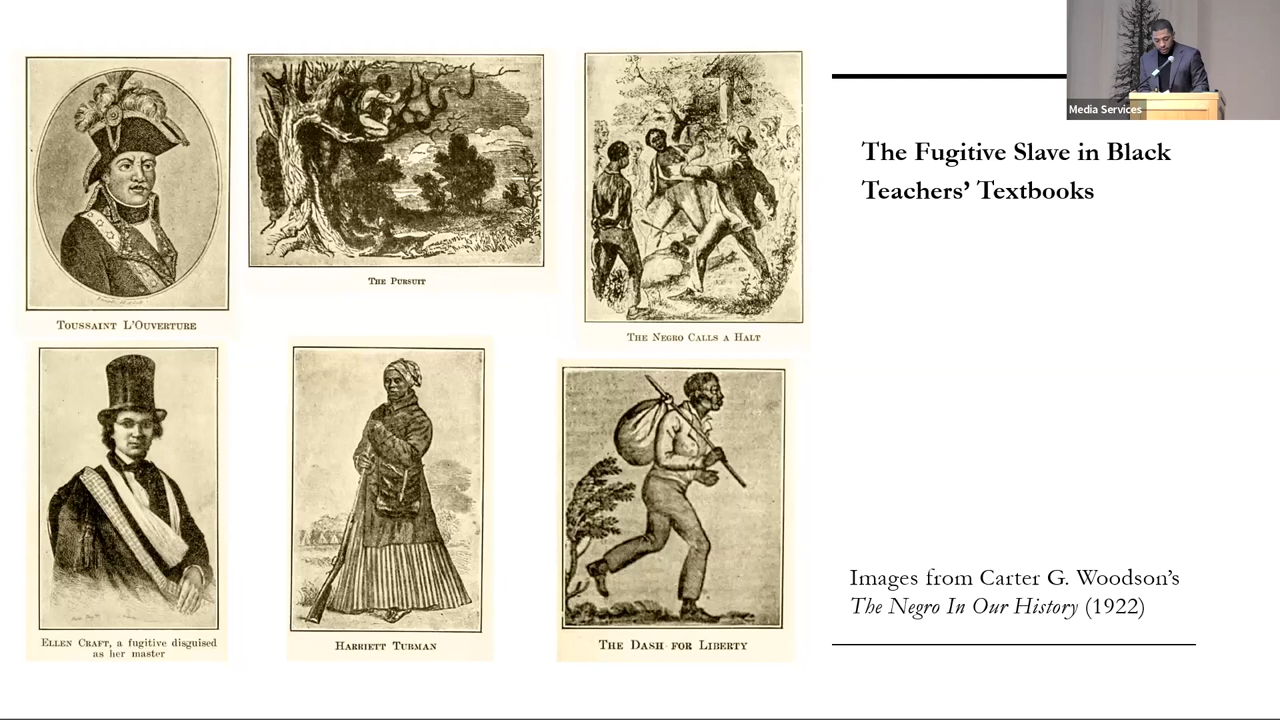 Media Services
The Fugitive Slave in Black
Teachers’ Textbooks
TOUSSAINT L'OUVERTURE
THE PURSUIT
THE NEGRO CALLS A HALT
ELLEN CRAFT, a fugitive disguised
as her master
HARRIETT TUBMAN
THE DASH FOR LIBERTY
Images from Carter G. Woodson’s
The Negro In Our History (1922)